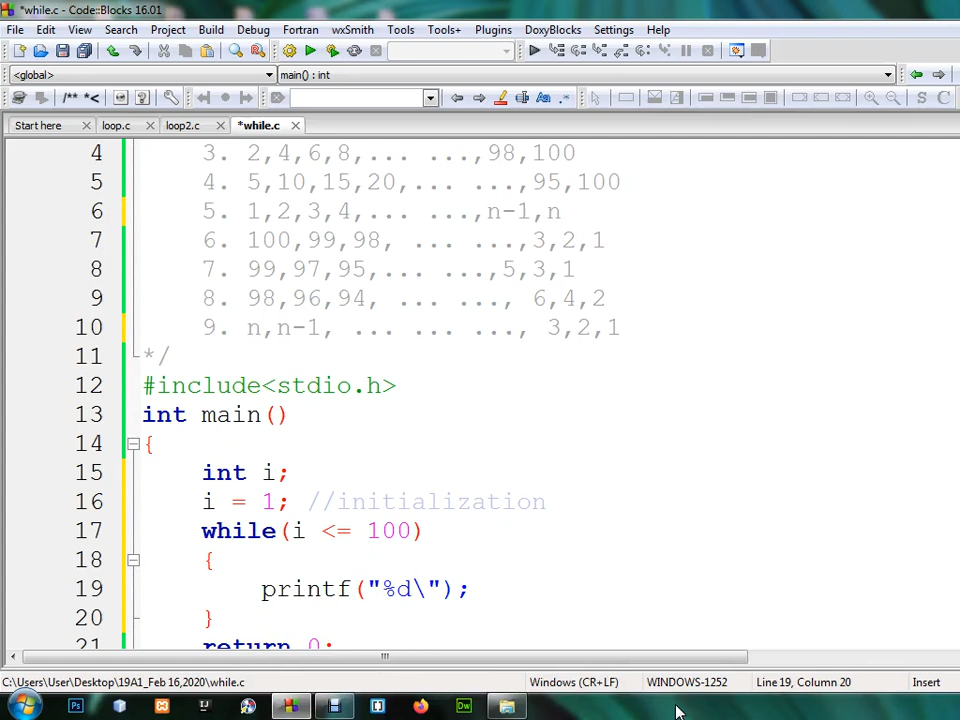 *while.c - Code::Blocks 16.01
File Edit View Search Project Build Debug Fortran wxSmith Tools Tools+ Plugins DoxyBlocks Settings Help
<global> main() : int
/** *<
S C
Start here loop.c loop2.c *while.c
4 3. 2,4,6,8,... ...,98,100
5 4. 5,10,15,20,... ...,95,100
6 5. 1,2,3,4,... ...,n-1,n
7 6. 100,99,98, ... ...,3,2,1
8 7. 99,97,95,... ...,5,3,1
9 8. 98,96,94, ... ..., 6,4,2
10 9. n,n-1, ... ... ..., 3,2,1
11 */
12 #include<stdio.h>
13 int main()
14 {
15 int i;
16 i = 1; //initialization
17 while(i <= 100)
18 {
19 printf("%d\");
20 }
21 return 0;
C:\Users\User\Desktop\19A1_Feb 16,2020\while.c Windows (CR+LF) WINDOWS-1252 Line 19, Column 20 Insert
Ps IJ Dw